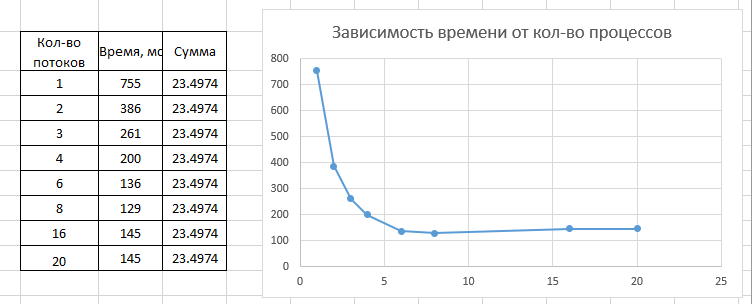 Кол-во
потоков
Время, мс
Сумма
1 755 23.4974
2 386 23.4974
3 261 23.4974
4 200 23.4974
6 136 23.4974
8 129 23.4974
16 145 23.4974
20 145 23.4974
Зависимость времени от кол-во процессов
800
700
600
500
400
300
200
100
0
0 5 10 15 20 25